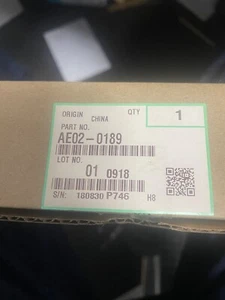 ORIGIN CHINA QTY 1
PART NO.
AE02-0189
LOT NO.
01 0918
S/N: 180830 P746 H8